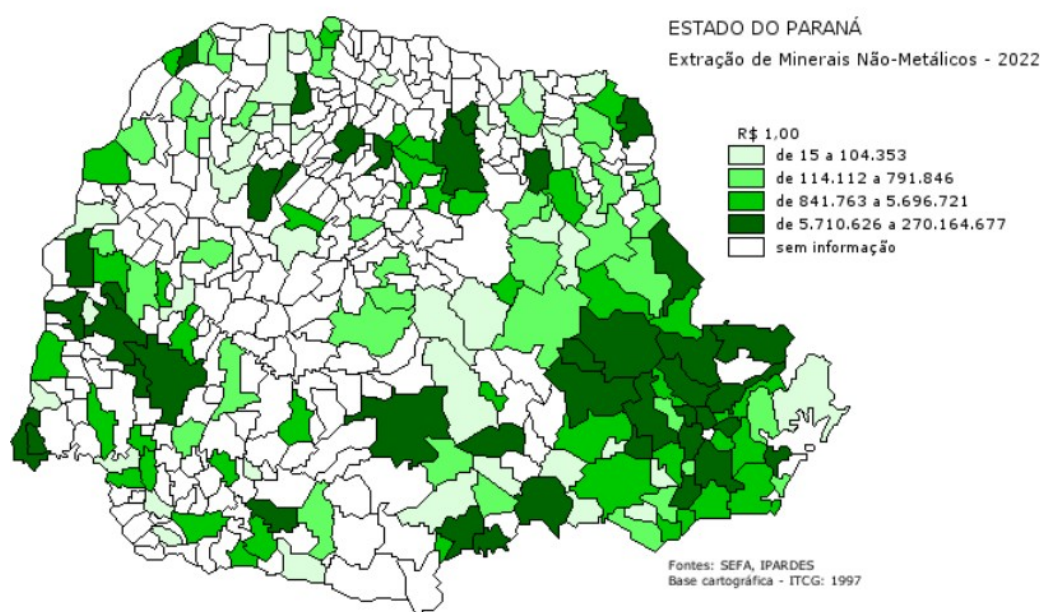 ESTADO DO PARANÁ
Extração de Minerais Não-Metálicos - 2022
R$ 1,00
de 15 a 104.353
de 114.112 a 791.846
de 841.763 a 5.696.721
de 5.710.626 a 270.164.677
sem informação
Fontes: SEFA, IPARDES
Base cartográfica - ITCG: 1997